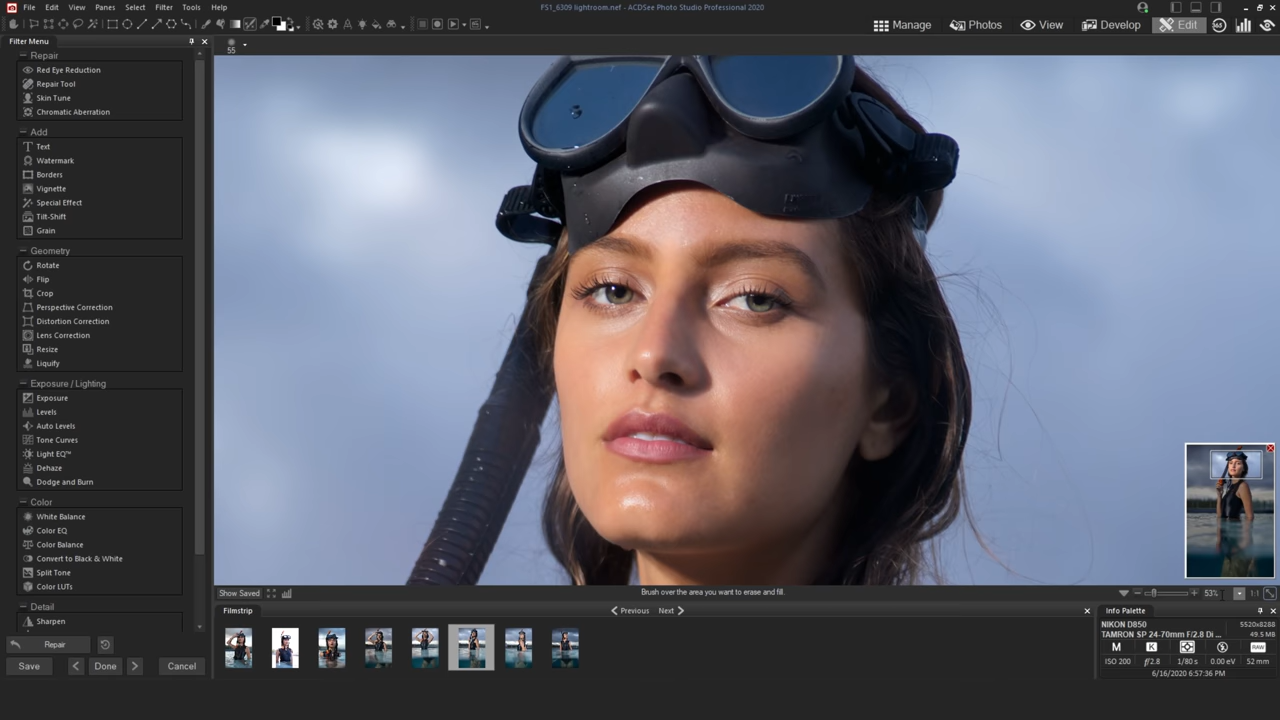 File Edit View Panes Select Filter Tools Help
FS1_6309 lightroom.nef - ACDSee Photo Studio Professional 2020
Manage Photos View Develop Edit 365
Filter Menu
55
Repair
Red Eye Reduction
Repair Tool
Skin Tune
Chromatic Aberration
Add
Text
Watermark
Borders
Vignette
Special Effect
Tilt-Shift
Grain
Geometry
Rotate
Flip
Crop
Perspective Correction
Distortion Correction
Lens Correction
Resize
Liquify
Exposure / Lighting
Exposure
Levels
Auto Levels
Tone Curves
Light EQ™
Dehaze
Dodge and Burn
Color
White Balance
Color EQ
Color Balance
Convert to Black & White
Split Tone
Color LUTs
Detail
Sharpen
Repair
Save Done Cancel
Show Saved
Brush over the area you want to erase and fill.
53% 1:1
Filmstrip
Previous Next
Info Palette
NIKON D850 5520x8288
TAMRON SP 24-70mm F/2.8 Di ... 49.5 MB
M K RAW
ISO 200 f/2.8 1/80 s 0.00 eV 52 mm
6/16/2020 6:57:36 PM